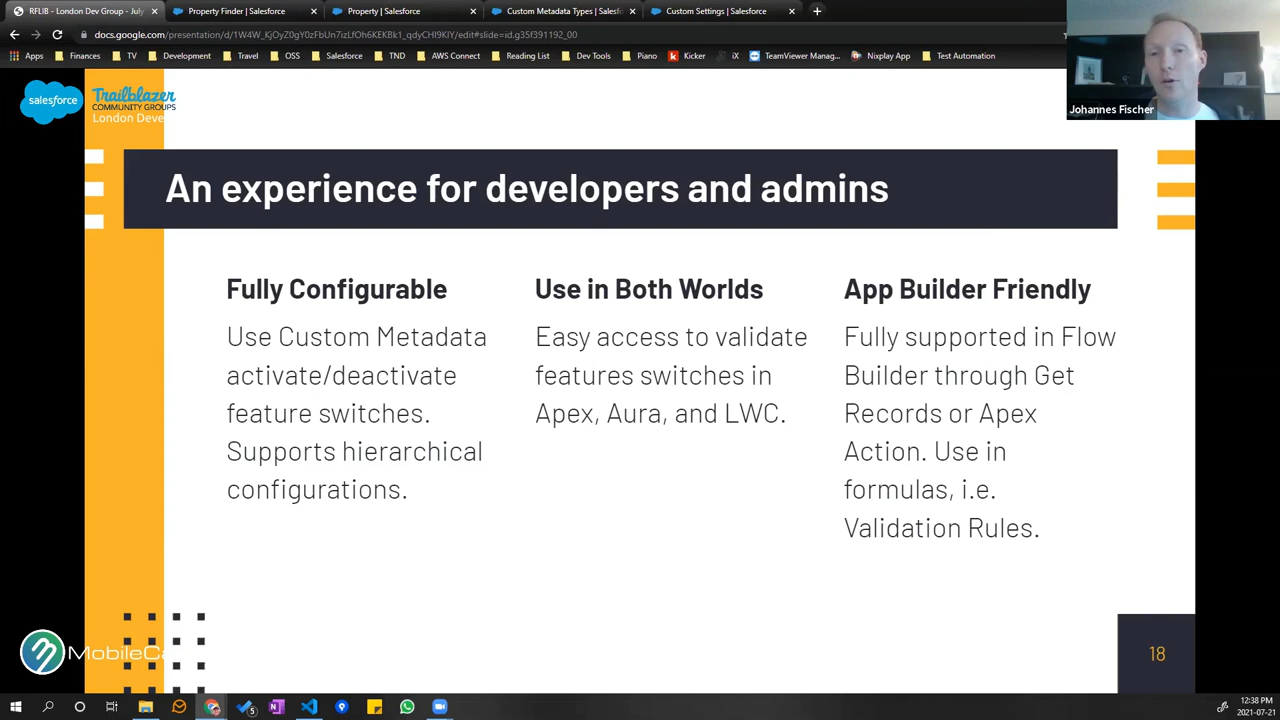 RFLIB - London Dev Group - July
Property Finder | Salesforce
Property | Salesforce
Custom Metadata Types | Salesfo
Custom Settings | Salesforce
docs.google.com/presentation/d/1W4W_KjOyZ0gY0zFbUn7izLfOh6KEKBk1_qdyCHI9KlY/edit#slide=id.g35f391192_00
Apps
Finances
TV
Development
Travel
OSS
Salesforce
TND
AWS Connect
Reading List
Dev Tools
Piano
Kicker
iX
TeamViewer Manag...
Nixplay App
Test Automation
Johannes Fischer
salesforce
Trailblazer
COMMUNITY GROUPS
London Deve
An experience for developers and admins
Fully Configurable
Use Custom Metadata
activate/deactivate
feature switches.
Supports hierarchical
configurations.
Use in Both Worlds
Easy access to validate
features switches in
Apex, Aura, and LWC.
App Builder Friendly
Fully supported in Flow
Builder through Get
Records or Apex
Action. Use in
formulas, i.e.
Validation Rules.
MobileCa
18
12:38 PM
2021-07-21